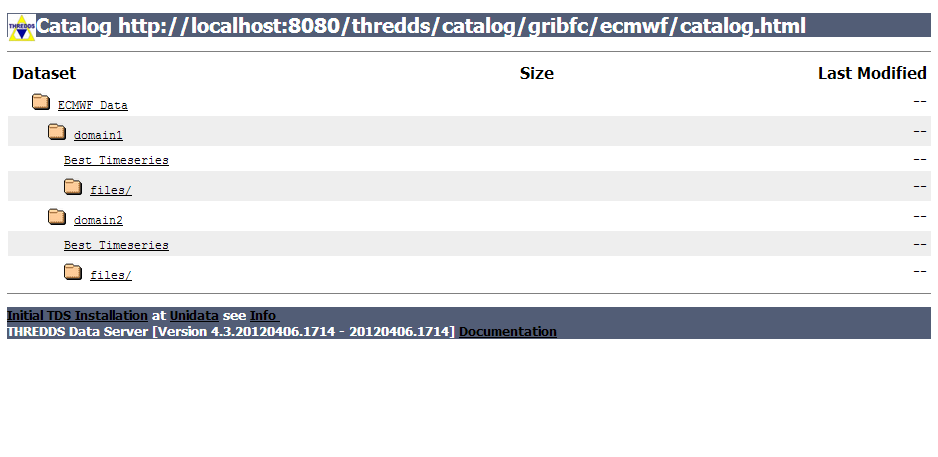 THREDDS
Catalog http://localhost:8080/thredds/catalog/gribfc/ecmwf/catalog.html
Dataset Size Last Modified
ECMWF Data --
domain1 --
Best Timeseries --
files/ --
domain2 --
Best Timeseries --
files/ --
Initial TDS Installation at Unidata see Info
THREDDS Data Server [Version 4.3.20120406.1714 - 20120406.1714] Documentation